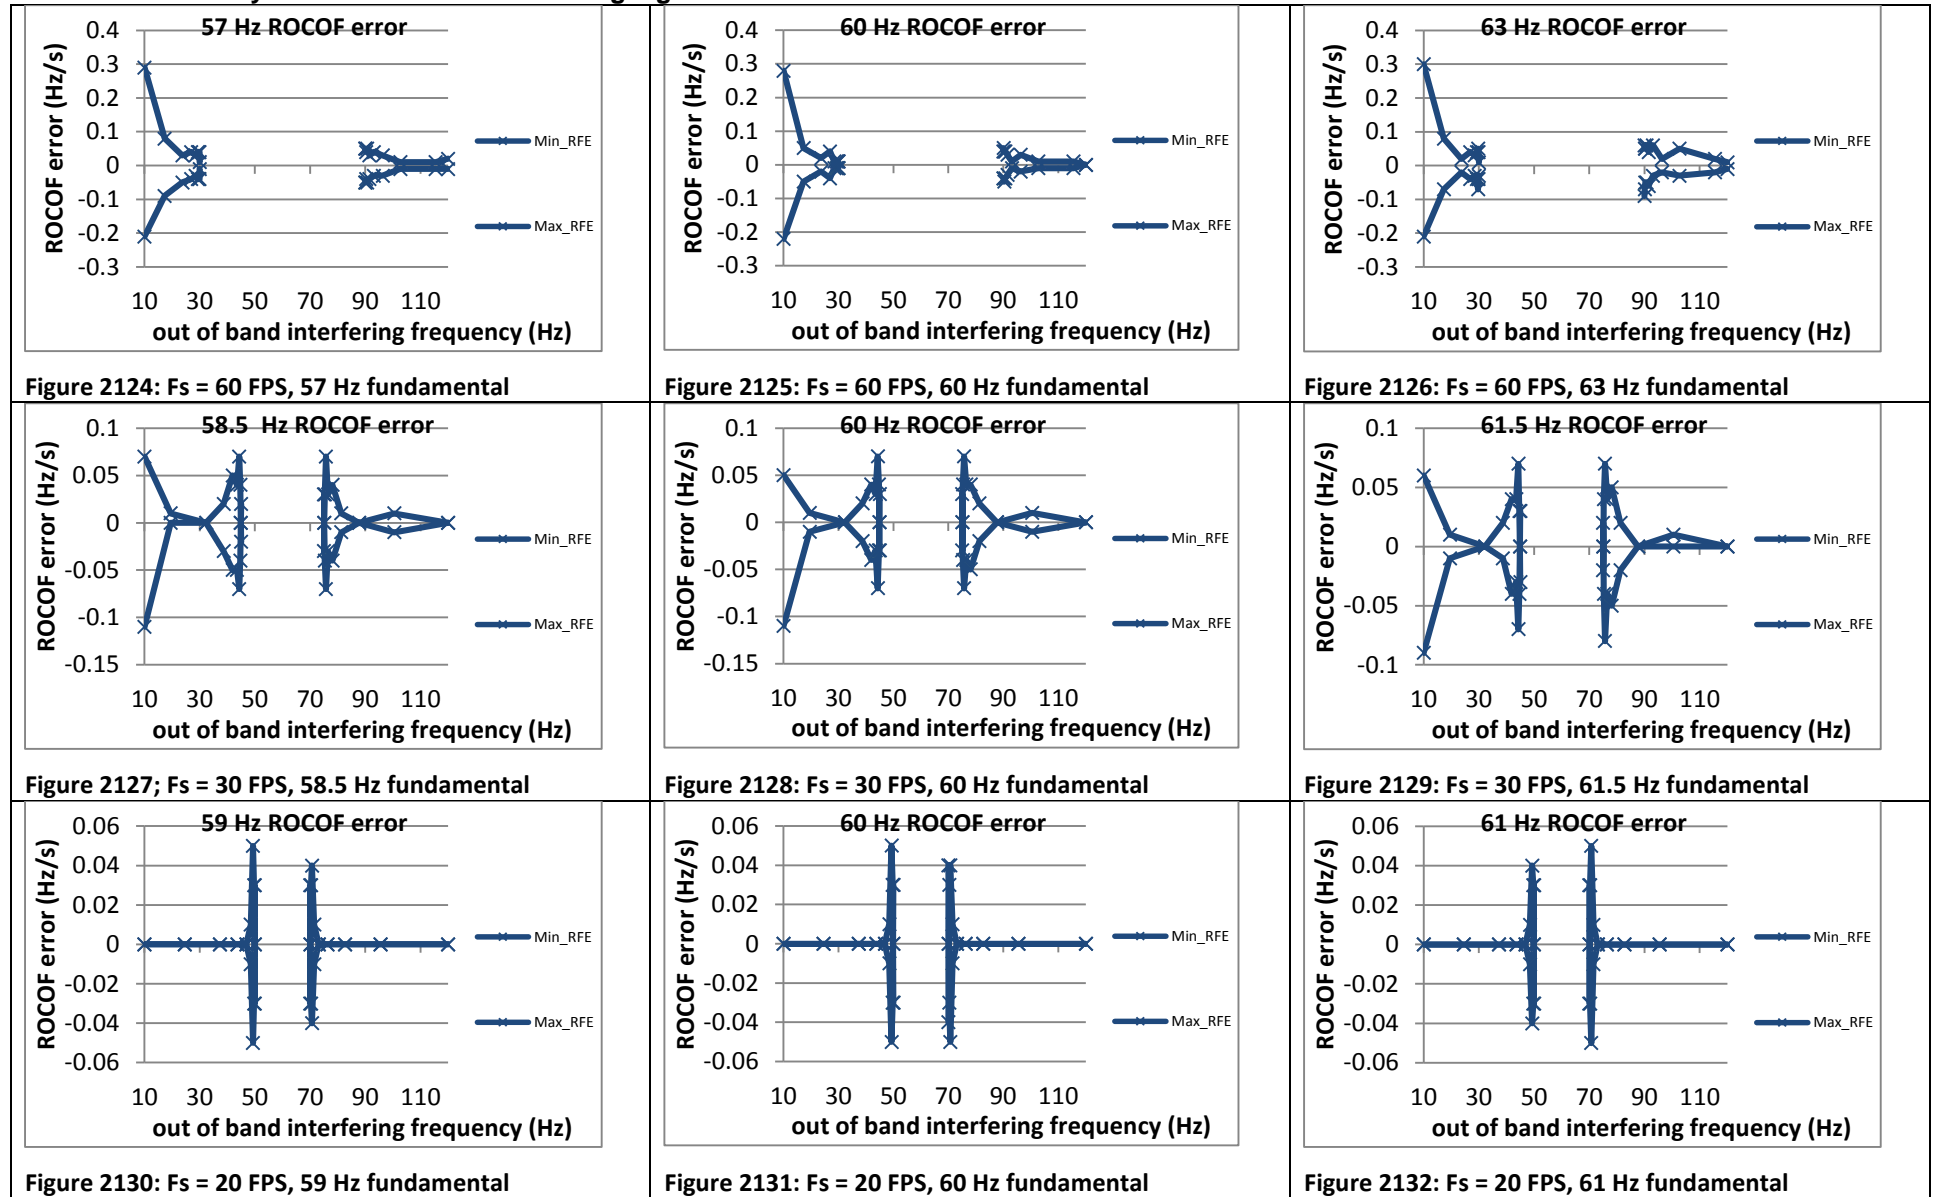 57 Hz ROCOF error
ROCOF error (Hz/s)
0.4
0.3
0.2
0.1
0
-0.1
-0.2
-0.3
10 30 50 70 90 110
out of band interfering frequency (Hz)
Min_RFE
Max_RFE
Figure 2124: Fs = 60 FPS, 57 Hz fundamental
60 Hz ROCOF error
ROCOF error (Hz/s)
0.4
0.3
0.2
0.1
0
-0.1
-0.2
-0.3
10 30 50 70 90 110
out of band interfering frequency (Hz)
Min_RFE
Max_RFE
Figure 2125: Fs = 60 FPS, 60 Hz fundamental
63 Hz ROCOF error
ROCOF error (Hz/s)
0.4
0.3
0.2
0.1
0
-0.1
-0.2
-0.3
10 30 50 70 90 110
out of band interfering frequency (Hz)
Min_RFE
Max_RFE
Figure 2126: Fs = 60 FPS, 63 Hz fundamental
58.5 Hz ROCOF error
ROCOF error (Hz/s)
0.1
0.05
0
-0.05
-0.1
-0.15
10 30 50 70 90 110
out of band interfering frequency (Hz)
Min_RFE
Max_RFE
Figure 2127; Fs = 30 FPS, 58.5 Hz fundamental
60 Hz ROCOF error
ROCOF error (Hz/s)
0.1
0.05
0
-0.05
-0.1
-0.15
10 30 50 70 90 110
out of band interfering frequency (Hz)
Min_RFE
Max_RFE
Figure 2128: Fs = 30 FPS, 60 Hz fundamental
61.5 Hz ROCOF error
ROCOF error (Hz/s)
0.1
0.05
0
-0.05
-0.1
10 30 50 70 90 110
out of band interfering frequency (Hz)
Min_RFE
Max_RFE
Figure 2129: Fs = 30 FPS, 61.5 Hz fundamental
59 Hz ROCOF error
ROCOF error (Hz/s)
0.06
0.04
0.02
0
-0.02
-0.04
-0.06
10 30 50 70 90 110
out of band interfering frequency (Hz)
Min_RFE
Max_RFE
Figure 2130: Fs = 20 FPS, 59 Hz fundamental
60 Hz ROCOF error
ROCOF error (Hz/s)
0.06
0.04
0.02
0
-0.02
-0.04
-0.06
10 30 50 70 90 110
out of band interfering frequency (Hz)
Min_RFE
Max_RFE
Figure 2131: Fs = 20 FPS, 60 Hz fundamental
61 Hz ROCOF error
ROCOF error (Hz/s)
0.06
0.04
0.02
0
-0.02
-0.04
-0.06
10 30 50 70 90 110
out of band interfering frequency (Hz)
Min_RFE
Max_RFE
Figure 2132: Fs = 20 FPS, 61 Hz fundamental